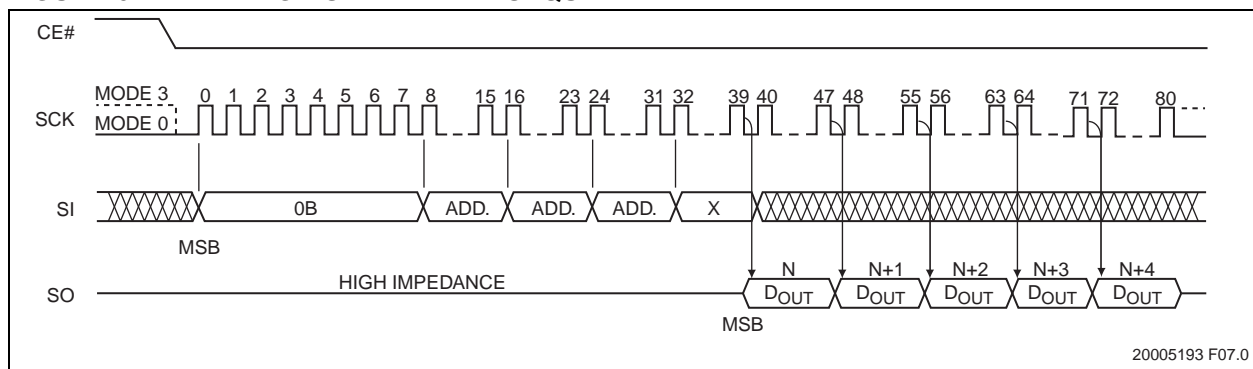 CE#
MODE 3
0 1 2 3 4 5 6 7 8 15 16 23 24 31 32 39 40 47 48 55 56 63 64 71 72 80
SCK
MODE 0
SI
0B
ADD.
ADD.
ADD.
X
MSB
N
N+1
N+2
N+3
N+4
HIGH IMPEDANCE
SO
DOUT
DOUT
DOUT
DOUT
DOUT
MSB
20005193 F07.0